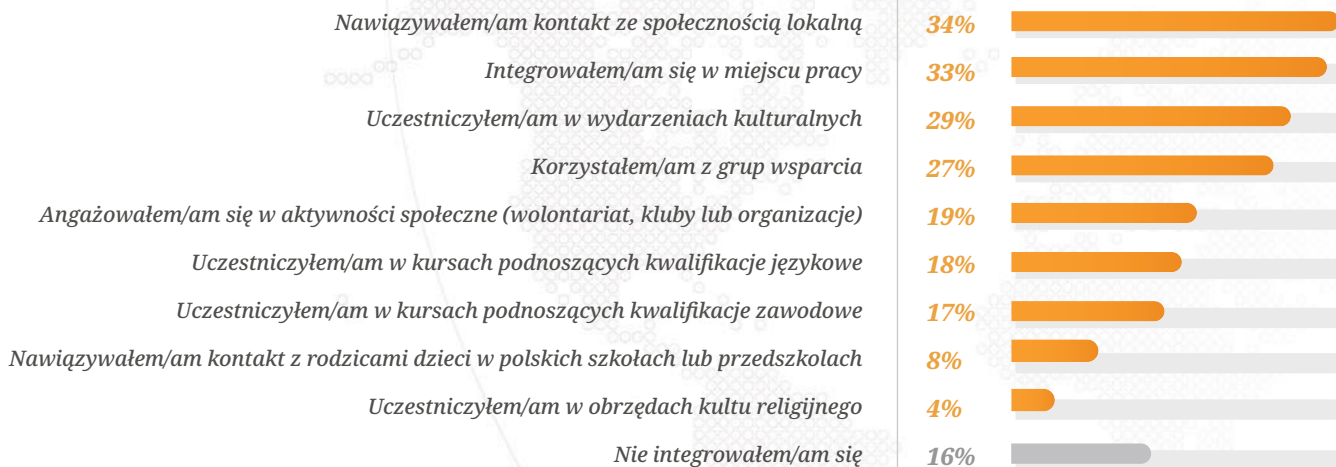 Nawiązywałem/am kontakt ze społecznością lokalną 34%
Integrowałem/am się w miejscu pracy 33%
Uczestniczyłem/am w wydarzeniach kulturalnych 29%
Korzystałem/am z grup wsparcia 27%
Angażowałem/am się w aktywności społeczne (wolontariat, kluby lub organizacje) 19%
Uczestniczyłem/am w kursach podnoszących kwalifikacje językowe 18%
Uczestniczyłem/am w kursach podnoszących kwalifikacje zawodowe 17%
Nawiązywałem/am kontakt z rodzicami dzieci w polskich szkołach lub przedszkolach 8%
Uczestniczyłem/am w obrzędach kultu religijnego 4%
Nie integrowałem/am się 16%